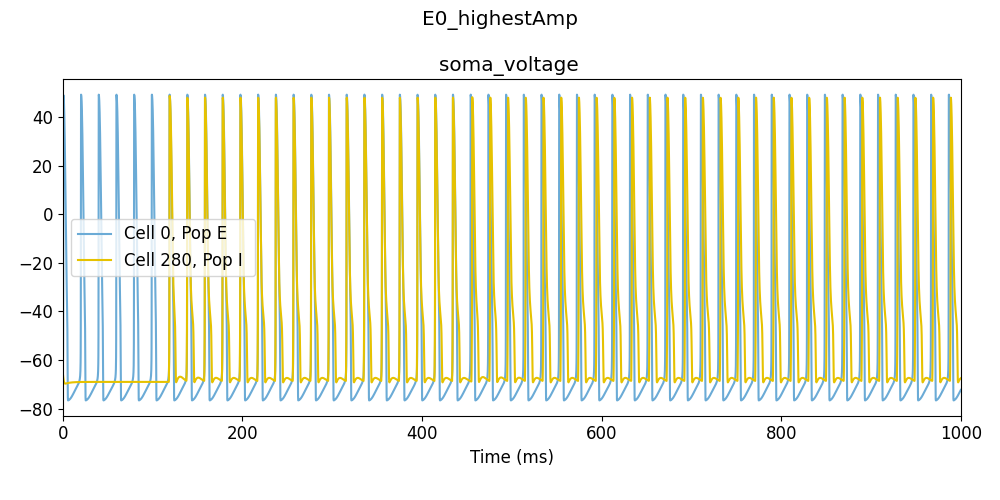 E0_highestAmp
soma_voltage
40
20
0
−20
−40
−60
−80
Cell 0, Pop E
Cell 280, Pop I
0 200 400 600 800 1000
Time (ms)